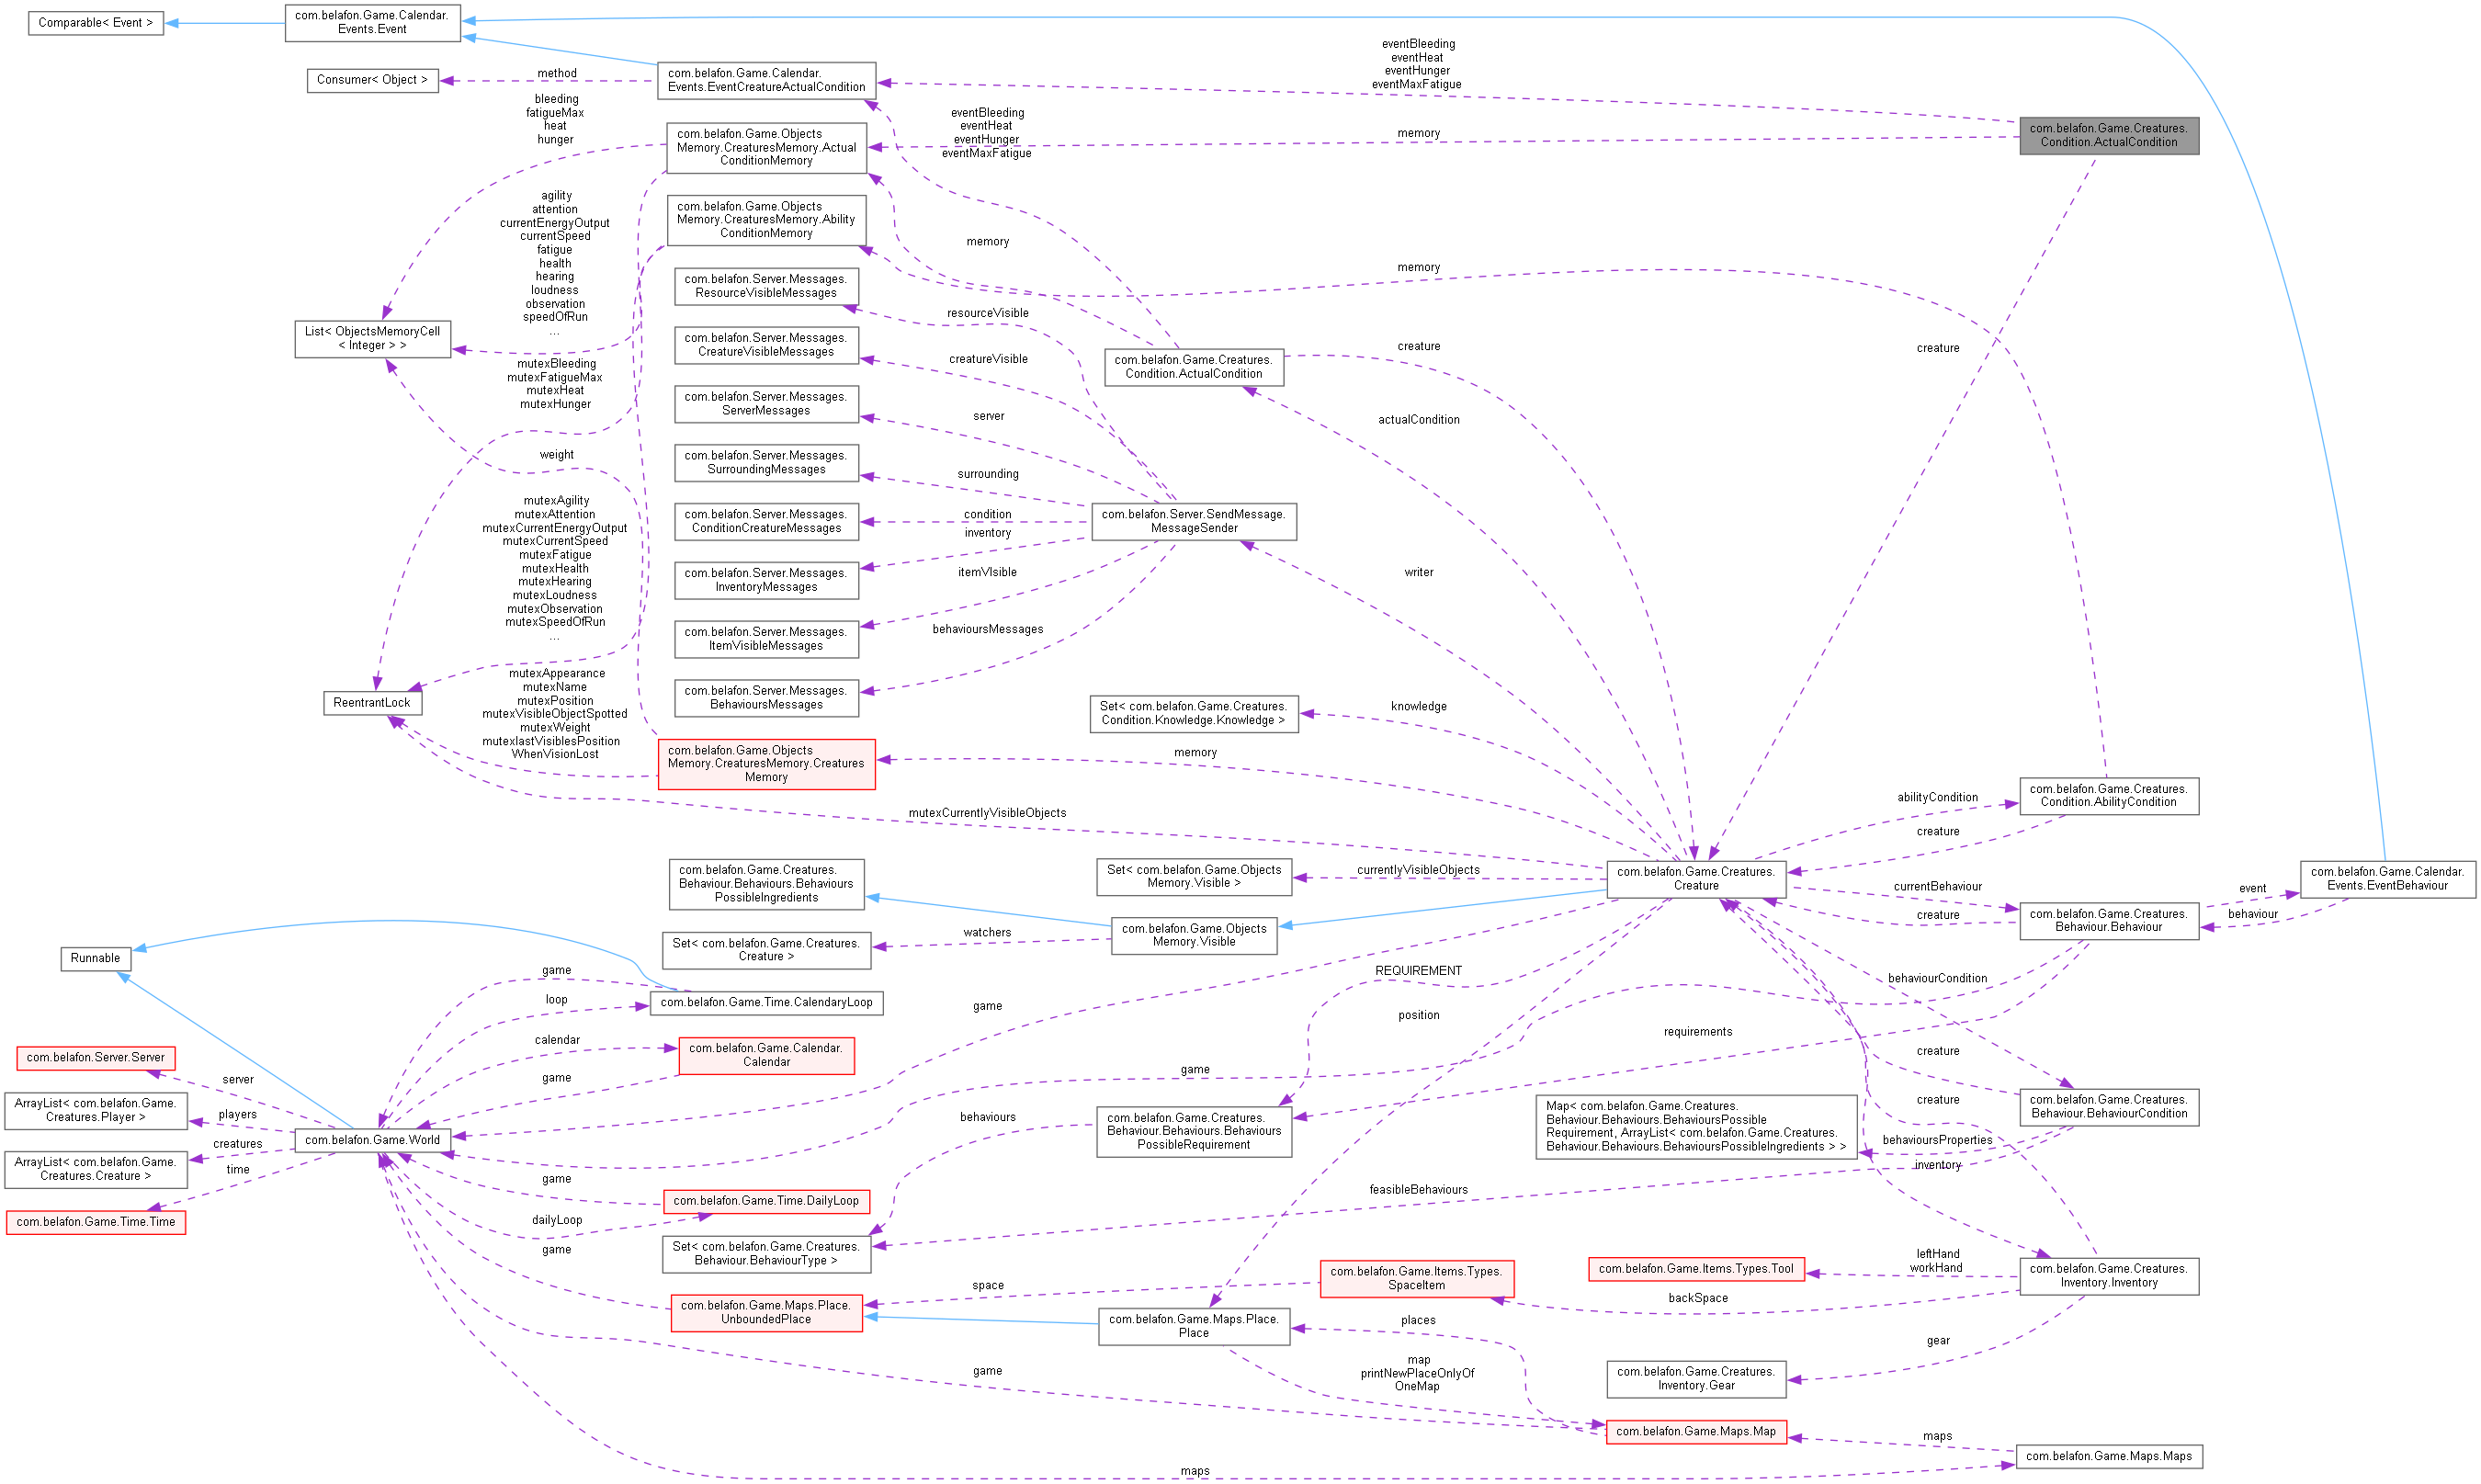 Comparable< Event >
com.belafon.Game.Calendar.
Events.Event
Consumer< Object >
method
com.belafon.Game.Calendar.
Events.EventCreatureActualCondition
eventBleeding
eventHeat
eventHunger
eventMaxFatigue
com.belafon.Game.Creatures.
Condition.ActualCondition
bleeding
fatigueMax
heat
hunger
com.belafon.Game.Objects
Memory.CreaturesMemory.Actual
ConditionMemory
eventBleeding
eventHeat
eventHunger
eventMaxFatigue
memory
agility
attention
currentEnergyOutput
currentSpeed
fatigue
health
hearing
loudness
observation
speedOfRun
...
com.belafon.Game.Objects
Memory.CreaturesMemory.Ability
ConditionMemory
memory
memory
com.belafon.Server.Messages.
ResourceVisibleMessages
resourceVisible
List< ObjectsMemoryCell
< Integer > >
com.belafon.Server.Messages.
CreatureVisibleMessages
creatureVisible
com.belafon.Game.Creatures.
Condition.ActualCondition
creature
creature
mutexBleeding
mutexFatigueMax
mutexHeat
mutexHunger
com.belafon.Server.Messages.
ServerMessages
server
actualCondition
weight
com.belafon.Server.Messages.
SurroundingMessages
surrounding
mutexAgility
mutexAttention
mutexCurrentEnergyOutput
mutexCurrentSpeed
mutexFatigue
mutexHealth
mutexHearing
mutexLoudness
mutexObservation
mutexSpeedOfRun
...
com.belafon.Server.Messages.
ConditionCreatureMessages
condition
inventory
com.belafon.Server.SendMessage.
MessageSender
com.belafon.Server.Messages.
InventoryMessages
itemVIsible
writer
com.belafon.Server.Messages.
ItemVisibleMessages
behavioursMessages
com.belafon.Server.Messages.
BehavioursMessages
ReentrantLock
mutexAppearance
mutexName
mutexPosition
mutexVisibleObjectSpotted
mutexWeight
mutexlastVisiblesPosition
WhenVisionLost
com.belafon.Game.Objects
Memory.CreaturesMemory.Creatures
Memory
Set< com.belafon.Game.Creatures.
Condition.Knowledge.Knowledge >
knowledge
memory
mutexCurrentlyVisibleObjects
abilityCondition
creature
com.belafon.Game.Creatures.
Condition.AbilityCondition
com.belafon.Game.Creatures.
Behaviour.Behaviours.Behaviours
PossibleIngredients
Set< com.belafon.Game.Objects
Memory.Visible >
currentlyVisibleObjects
com.belafon.Game.Creatures.
Creature
currentBehaviour
creature
com.belafon.Game.Creatures.
Behaviour.Behaviour
event
behaviour
com.belafon.Game.Calendar.
Events.EventBehaviour
Runnable
Set< com.belafon.Game.Creatures.
Creature >
watchers
com.belafon.Game.Objects
Memory.Visible
game
loop
com.belafon.Game.Time.CalendaryLoop
game
REQUIREMENT
position
behaviourCondition
requirements
com.belafon.Server.Server
calendar
com.belafon.Game.Calendar.
Calendar
game
server
game
creature
ArrayList< com.belafon.Game.
Creatures.Player >
players
com.belafon.Game.World
behaviours
com.belafon.Game.Creatures.
Behaviour.Behaviours.Behaviours
PossibleRequirement
Map< com.belafon.Game.Creatures.
Behaviour.Behaviours.BehavioursPossible
Requirement, ArrayList< com.belafon.Game.Creatures.
Behaviour.Behaviours.BehavioursPossibleIngredients > >
creature
behavioursProperties
inventory
com.belafon.Game.Creatures.
Behaviour.BehaviourCondition
ArrayList< com.belafon.Game.
Creatures.Creature >
creatures
time
com.belafon.Game.Time.Time
game
dailyLoop
game
com.belafon.Game.Time.DailyLoop
feasibleBehaviours
Set< com.belafon.Game.Creatures.
Behaviour.BehaviourType >
com.belafon.Game.Maps.Place.
UnboundedPlace
space
com.belafon.Game.Items.Types.
SpaceItem
com.belafon.Game.Items.Types.Tool
leftHand
workHand
backSpace
com.belafon.Game.Creatures.
Inventory.Inventory
com.belafon.Game.Maps.Place.
Place
places
gear
game
map
printNewPlaceOnlyOf
OneMap
com.belafon.Game.Creatures.
Inventory.Gear
com.belafon.Game.Maps.Map
maps
com.belafon.Game.Maps.Maps
maps